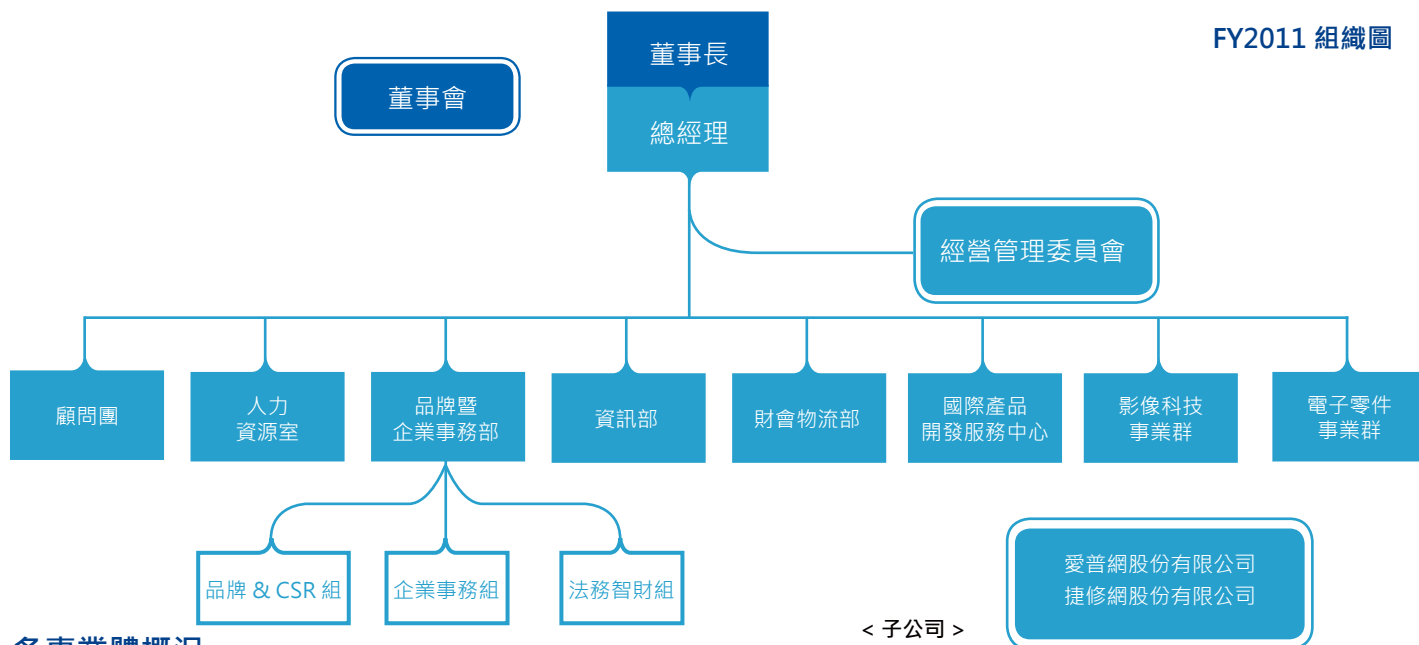 FY2011 組織圖
董事長
董事會
總經理
經營管理委員會
顧問團
人力
資源室
品牌暨
企業事務部
資訊部
財會物流部
國際產品
開發服務中心
影像科技
事業群
電子零件
事業群
品牌 & CSR 組
企業事務組
法務智財組
愛普網股份有限公司
捷修網股份有限公司
< 子公司 >